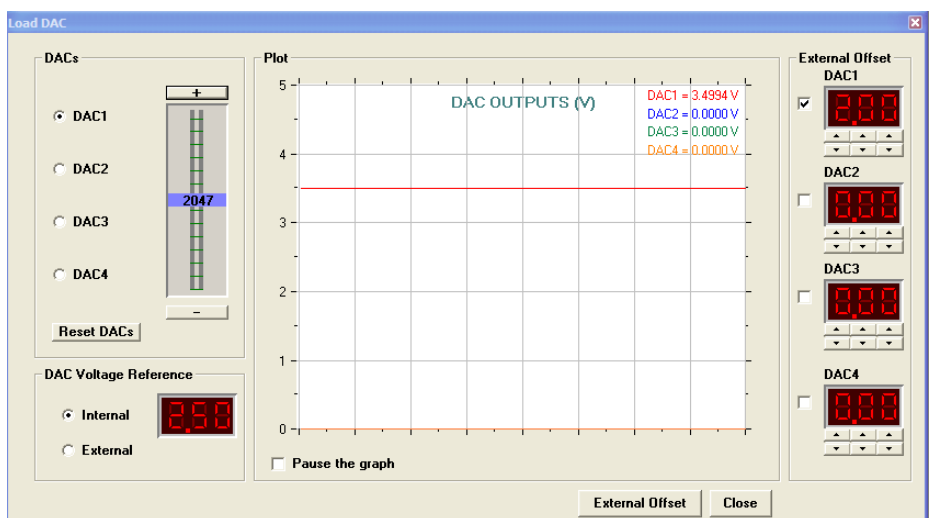 Load DAC
DACs
DAC1
DAC2
DAC3
DAC4
+
2047
-
Reset DACs
DAC Voltage Reference
Internal
External
2.50
Plot
DAC OUTPUTS (V)
DAC1 = 3.4994 V
DAC2 = 0.0000 V
DAC3 = 0.0000 V
DAC4 = 0.0000 V
5
4
3
2
1
0
Pause the graph
External Offset
DAC1
2.00
DAC2
0.00
DAC3
0.00
DAC4
0.00
External Offset
Close